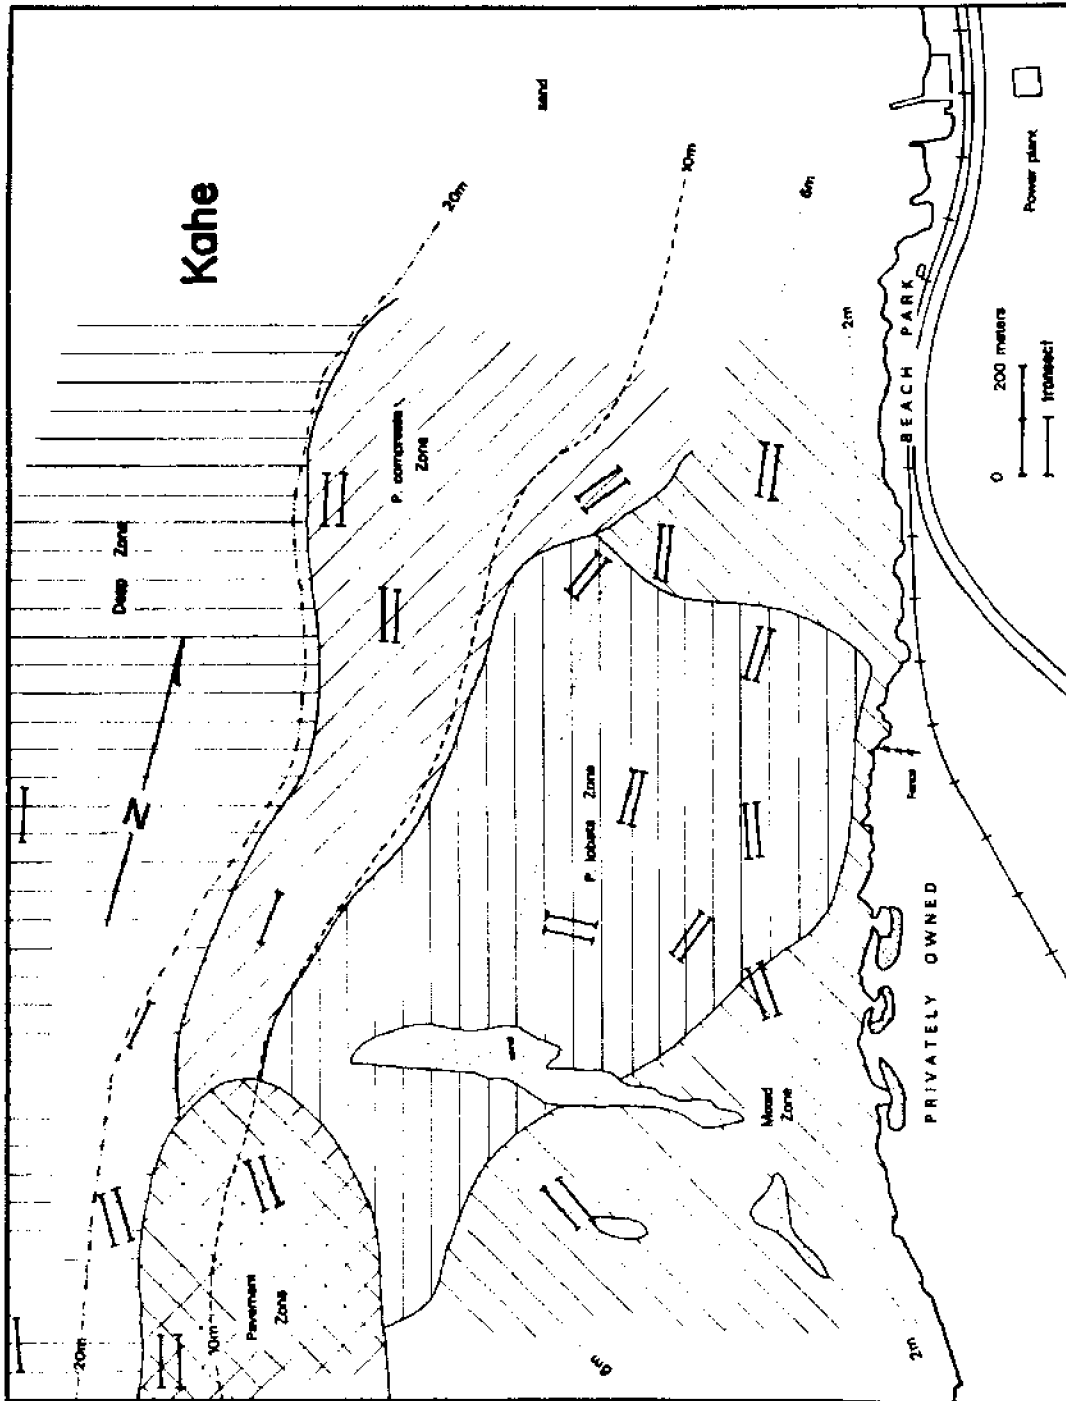 Kahe
sand
20m
10m
6m
2m
Deep Zone
P. compressa
Zone
N
P. lobata Zone
sand
Mixed
Zone
Pavement
Zone
20m
10m
6m
2m
BEACH PARK
Fence
PRIVATELY OWNED
Power plant
0 200 meters
transect